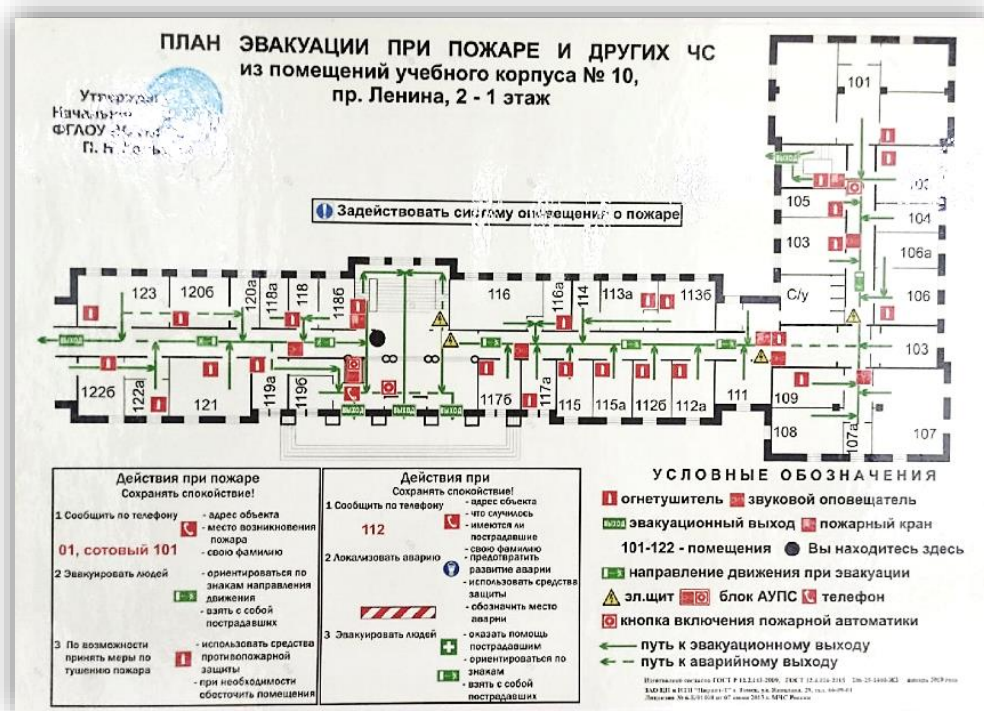 ПЛАН ЭВАКУАЦИИ ПРИ ПОЖАРЕ И ДРУГИХ ЧС
из помещений учебного корпуса № 10,
пр. Ленина, 2 - 1 этаж
ФГАОУ
Задействовать систему оповещения о пожаре
101
ВЫХОД
105
104
103
106а
106
С/у
103
109
108
107а
107
123
120б
120а
118а
118
118б
116
116а
114
113а
113б
ВЫХОД
122б
122а
121
119а
119б
117б
117а
115
115а
112б
112а
111
ВЫХОД
ВЫХОД
ВЫХОД
Действия при пожаре
Сохранять спокойствие!
1 Сообщить по телефону
- адрес объекта
- место возникновения
пожара
- свою фамилию
01, сотовый 101
2 Эвакуировать людей
- ориентироваться по
знакам направления
движения
- взять с собой
пострадавших
3 По возможности
принять меры по
тушению пожара
- использовать средства
противопожарной
защиты
- при необходимости
обесточить помещения
Действия при
Сохранять спокойствие!
1 Сообщить по телефону
- адрес объекта
- что случилось
- имеются ли
пострадавшие
- свою фамилию
112
2 Локализовать аварию
- предотвратить
развитие аварии
- использовать средства
защиты
- обозначить место
аварии
3 Эвакуировать людей
- оказать помощь
пострадавшим
- ориентироваться по
знакам
- взять с собой
пострадавших
УСЛОВНЫЕ ОБОЗНАЧЕНИЯ
огнетушитель звуковой оповещатель
ВЫХОД эвакуационный выход пожарный кран
101-122 - помещения Вы находитесь здесь
направление движения при эвакуации
эл.щит блок АУПС телефон
кнопка включения пожарной автоматики
путь к эвакуационному выходу
путь к аварийному выходу